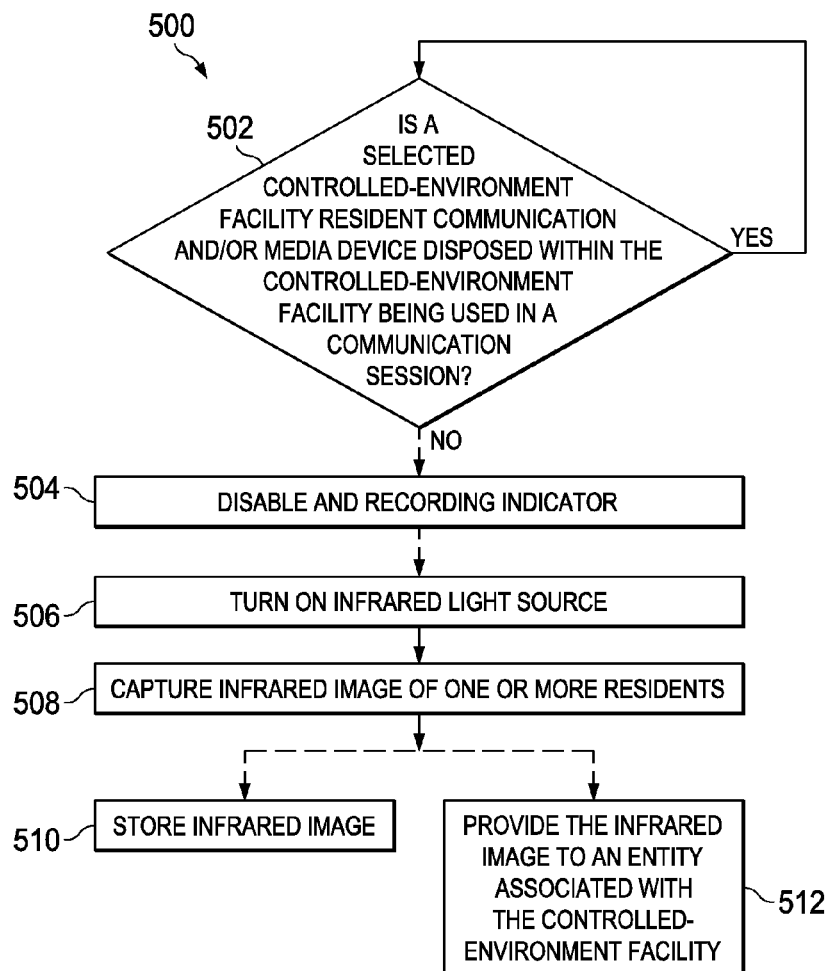 500
502
IS A
SELECTED
CONTROLLED-ENVIRONMENT
FACILITY RESIDENT COMMUNICATION
AND/OR MEDIA DEVICE DISPOSED WITHIN THE
CONTROLLED-ENVIRONMENT
FACILITY BEING USED IN A
COMMUNICATION
SESSION?
YES
NO
504
DISABLE AND RECORDING INDICATOR
506
TURN ON INFRARED LIGHT SOURCE
508
CAPTURE INFRARED IMAGE OF ONE OR MORE RESIDENTS
510
STORE INFRARED IMAGE
PROVIDE THE INFRARED
IMAGE TO AN ENTITY
ASSOCIATED WITH
THE CONTROLLED-
ENVIRONMENT FACILITY
512